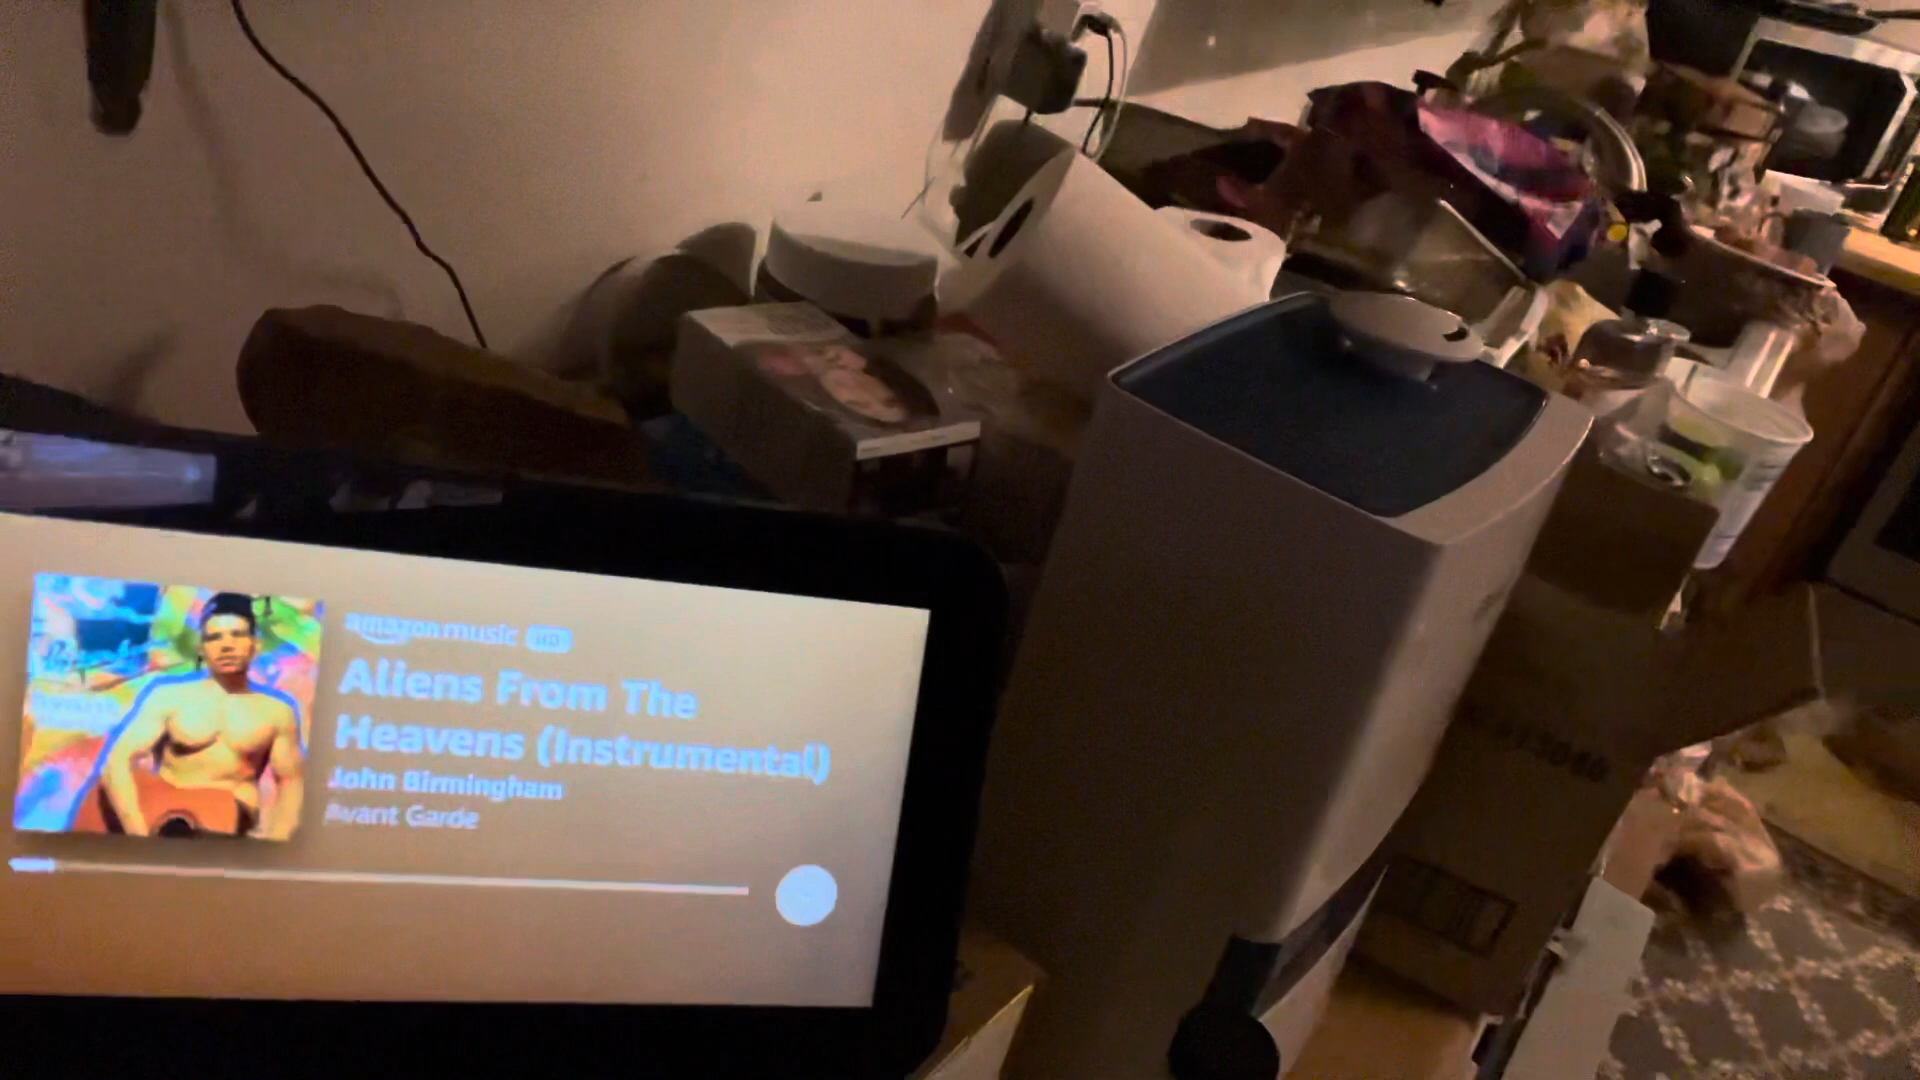 amazon music HD
Aliens From The
Heavens (Instrumental)
John Birmingham
Avant Garde